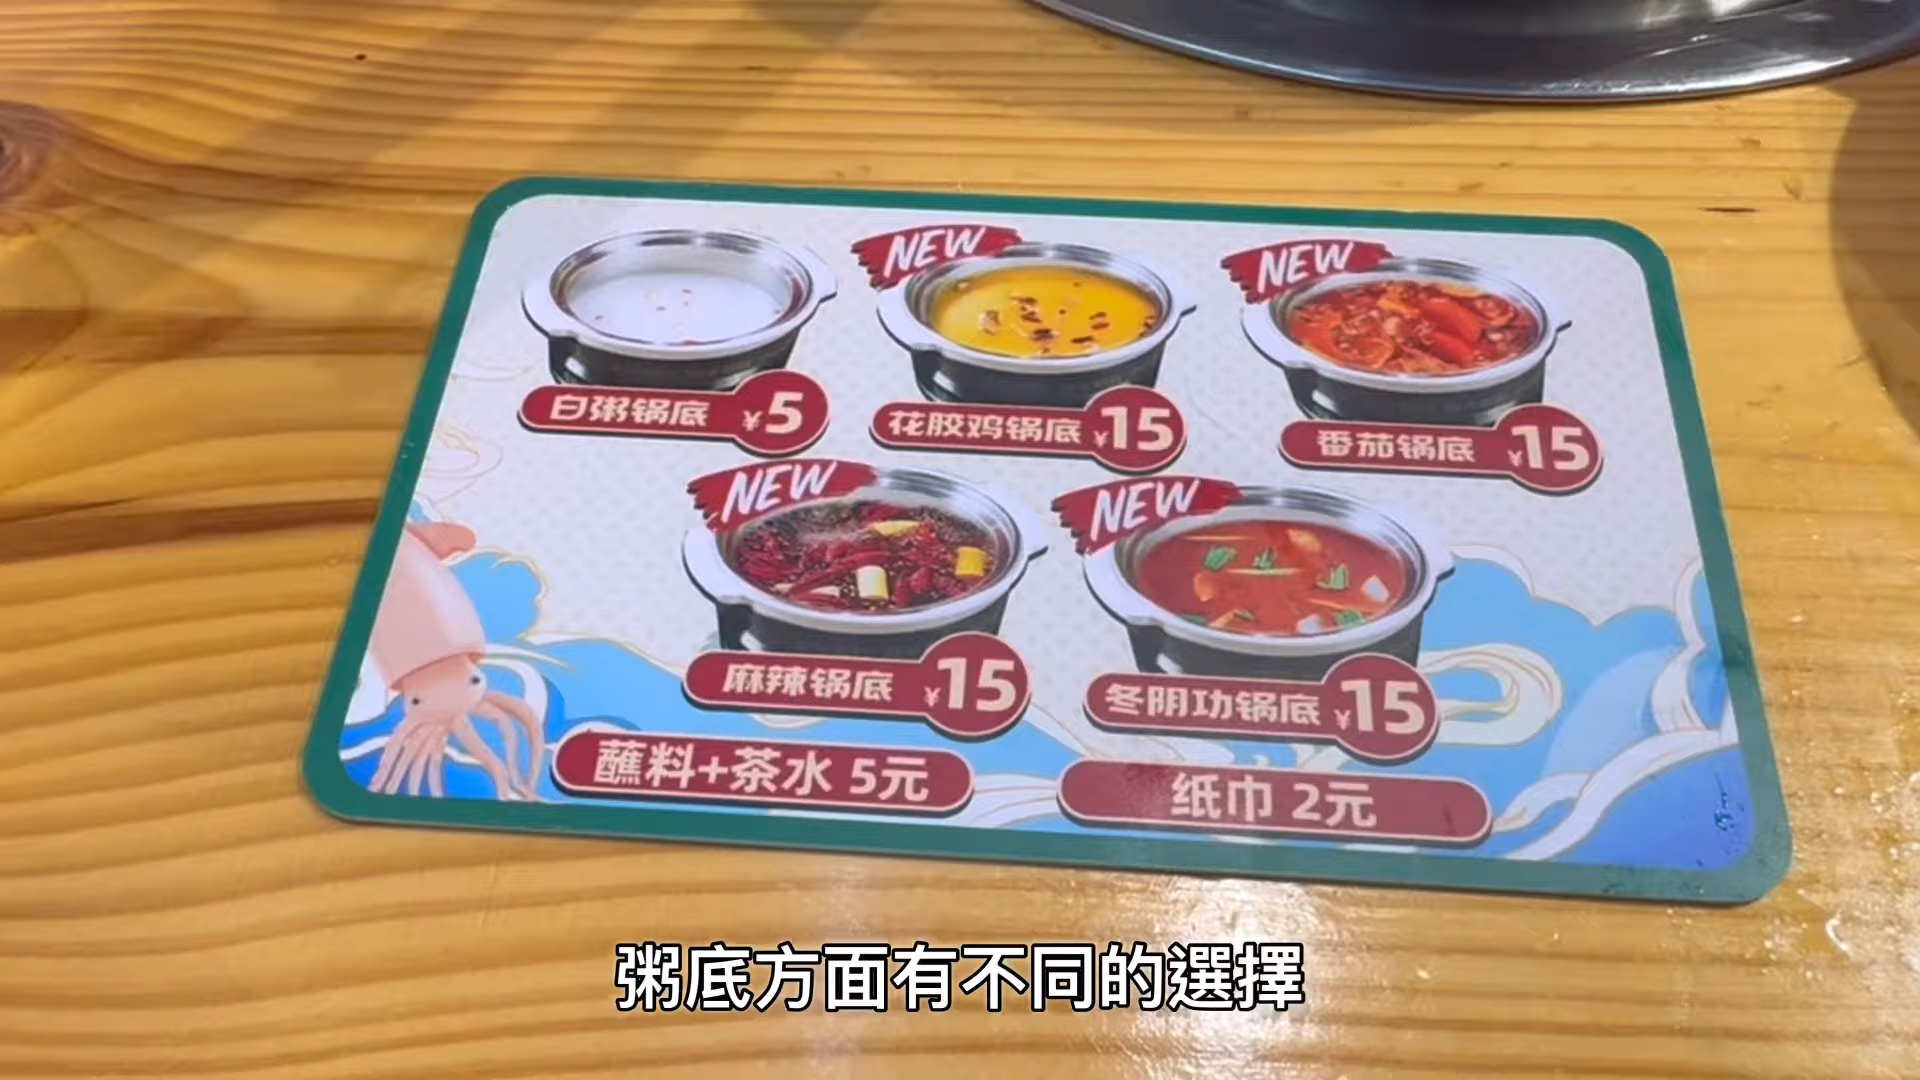 白粥锅底 ¥5
NEW
花胶鸡锅底 ¥15
NEW
番茄锅底 ¥15
NEW
麻辣锅底 ¥15
NEW
冬阴功锅底 ¥15
蘸料+茶水 5元
纸巾 2元
粥底方面有不同的選擇